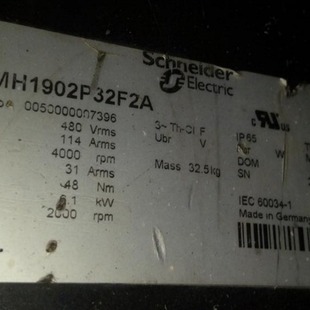 Schneider
Electric
MH1902P32F2A
0050000007396
480 Vrms
114 Arms
4000 rpm
31 Arms
48 Nm
kW
2000 rpm
3~ Th-Cl F
Ubr V
Mass 32.5kg
IP65
W
DOM
SN
IEC 60034-1
Made in Germany